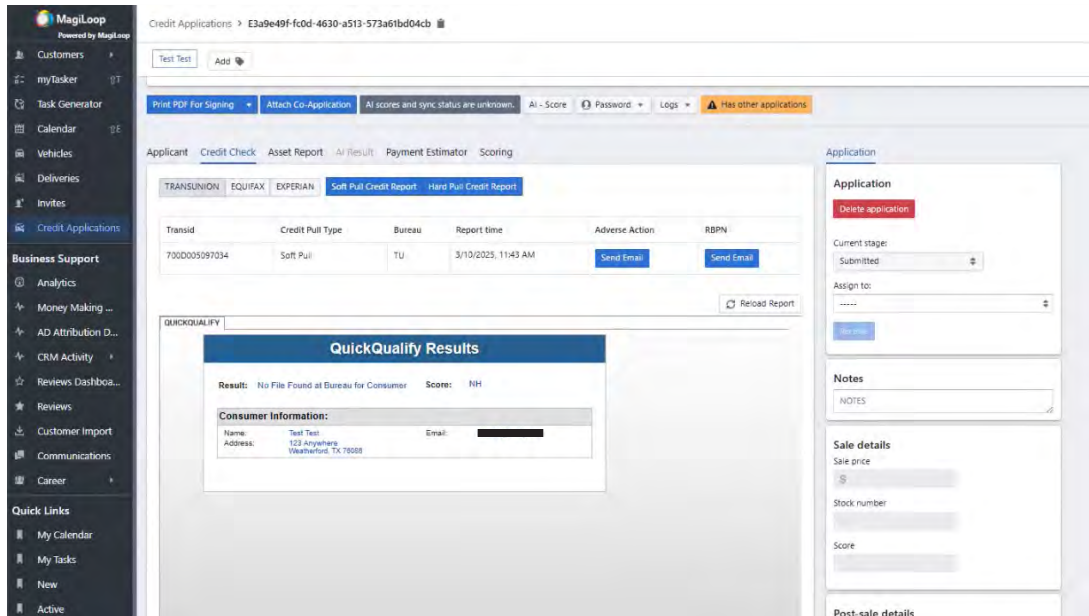 MagiLoop
Powered by MagiLoop
Customers
myTasker
Task Generator
Calendar
Vehicles
Deliveries
Invites
Credit Applications
Business Support
Analytics
Money Making ...
AD Attribution D...
CRM Activity
Reviews Dashboa...
Reviews
Customer Import
Communications
Career
Quick Links
My Calendar
My Tasks
New
Active
Credit Applications > E3a9e49f-fc0d-4630-a513-573a61bd04cb
Test Test Add
Print PDF For Signing Attach Co-Application AI scores and sync status are unknown. AI - Score Password Logs Has other applications
Applicant Credit Check Asset Report AI Result Payment Estimator Scoring
TRANSUNION EQUIFAX EXPERIAN Soft Pull Credit Report Hard Pull Credit Report
Transid Credit Pull Type Bureau Report time Adverse Action RBPN
700D005097034 Soft Pull TU 3/10/2025, 11:43 AM Send Email Send Email
Reload Report
QUICKQUALIFY
QuickQualify Results
Result: No File Found at Bureau for Consumer Score: NH
Consumer Information:
Name: Test Test Email:
Address: 123 Anywhere
Weatherford, TX 76086
Application
Application
Delete application
Current stage:
Submitted
Assign to:
-----
Notes
NOTES
Sale details
Sale price
$
Stock number
Score
Post-sale details